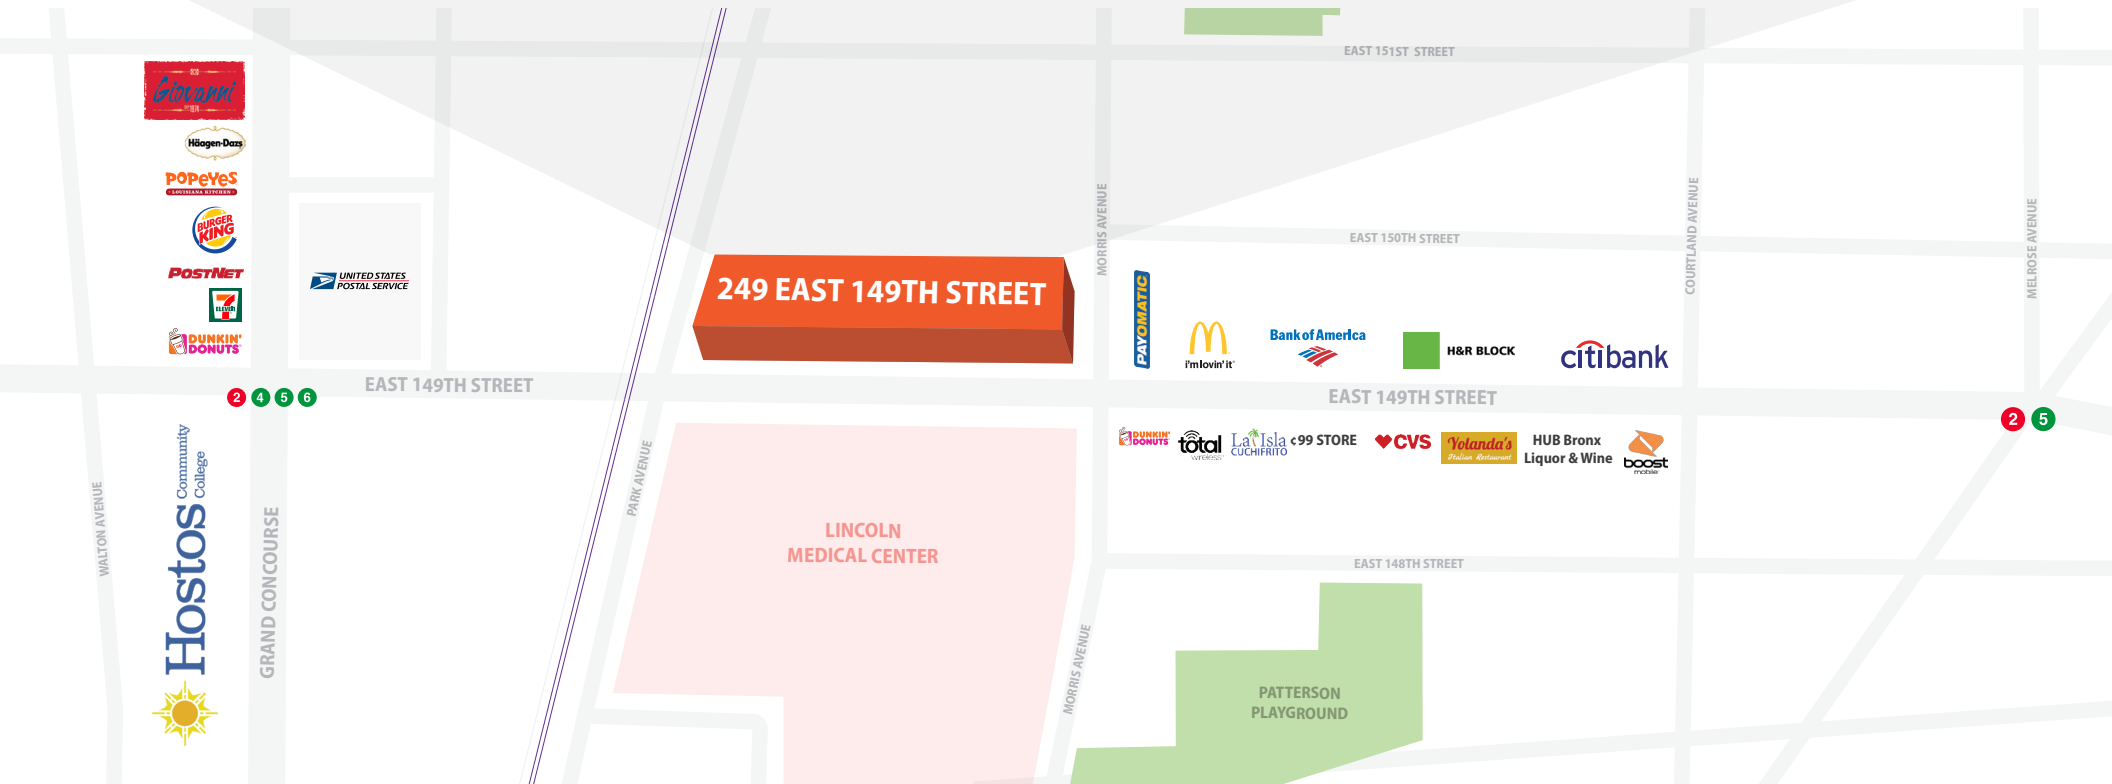 EAST 151ST STREET
Giovanni
EST 1974
Häagen-Dazs
POPEYES
LOUISIANA KITCHEN
BURGER
KING
POSTNET
7
ELEVEN
DUNKIN'
DONUTS
UNITED STATES
POSTAL SERVICE
249 EAST 149TH STREET
MORRIS AVENUE
EAST 150TH STREET
COURTLAND AVENUE
MELROSE AVENUE
PAYOMATIC
i'm lovin' it
Bank of America
H&R BLOCK
citibank
EAST 149TH STREET
EAST 149TH STREET
2 4 5 6
2 5
DUNKIN'
DONUTS
total
wireless
La Isla
CUCHIFRITO
¢99 STORE
CVS
Yolanda's
Italian Restaurant
HUB Bronx
Liquor & Wine
boost
mobile
WALTON AVENUE
Hostos Community
College
GRAND CONCOURSE
PARK AVENUE
LINCOLN
MEDICAL CENTER
EAST 148TH STREET
MORRIS AVENUE
PATTERSON
PLAYGROUND